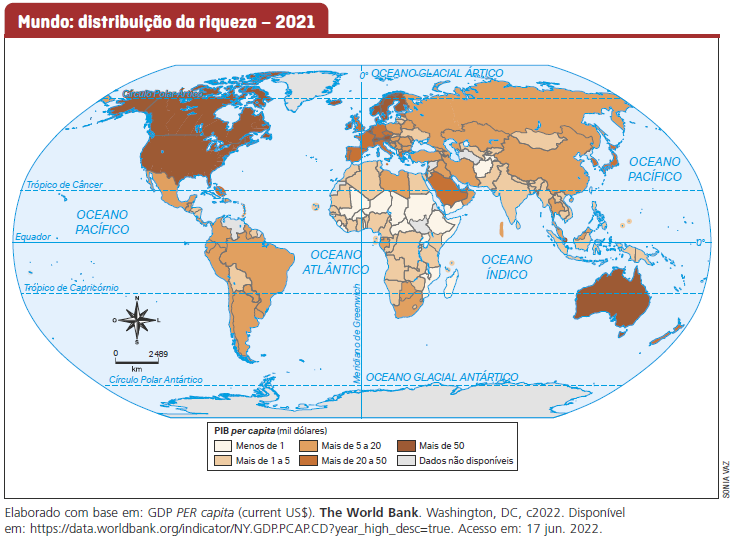 Mundo: distribuição da riqueza – 2021
0°
OCEANO GLACIAL ÁRTICO
Círculo Polar Ártico
OCEANO
PACÍFICO
Trópico de Câncer
OCEANO
PACÍFICO
Equador
0°
OCEANO
ATLÂNTICO
OCEANO
ÍNDICO
Trópico de Capricórnio
Meridiano de Greenwich
N
O
L
S
0
2489
km
Círculo Polar Antártico
OCEANO GLACIAL ANTÁRTICO
PIB per capita (mil dólares)
Menos de 1
Mais de 5 a 20
Mais de 50
Mais de 1 a 5
Mais de 20 a 50
Dados não disponíveis
SONIA VAZ
Elaborado com base em: GDP PER capita (current US$). The World Bank. Washington, DC, c2022. Disponível
em: https://data.worldbank.org/indicator/NY.GDP.PCAP.CD?year_high_desc=true. Acesso em: 17 jun. 2022.